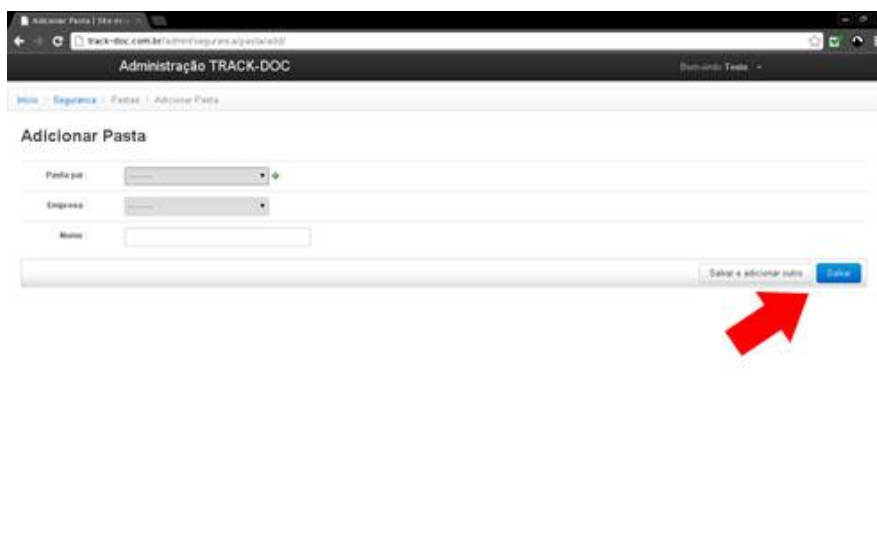 Adicionar Pasta | Site de
track-doc.com.br/admin/seguranca/pasta/add/
Administração TRACK-DOC
Bem-vindo Teste
Início / Seguranca / Pastas / Adicionar Pasta
Adicionar Pasta
Pasta pai
---------
Empresa
---------
Nome
Salvar e adicionar outro
Salvar